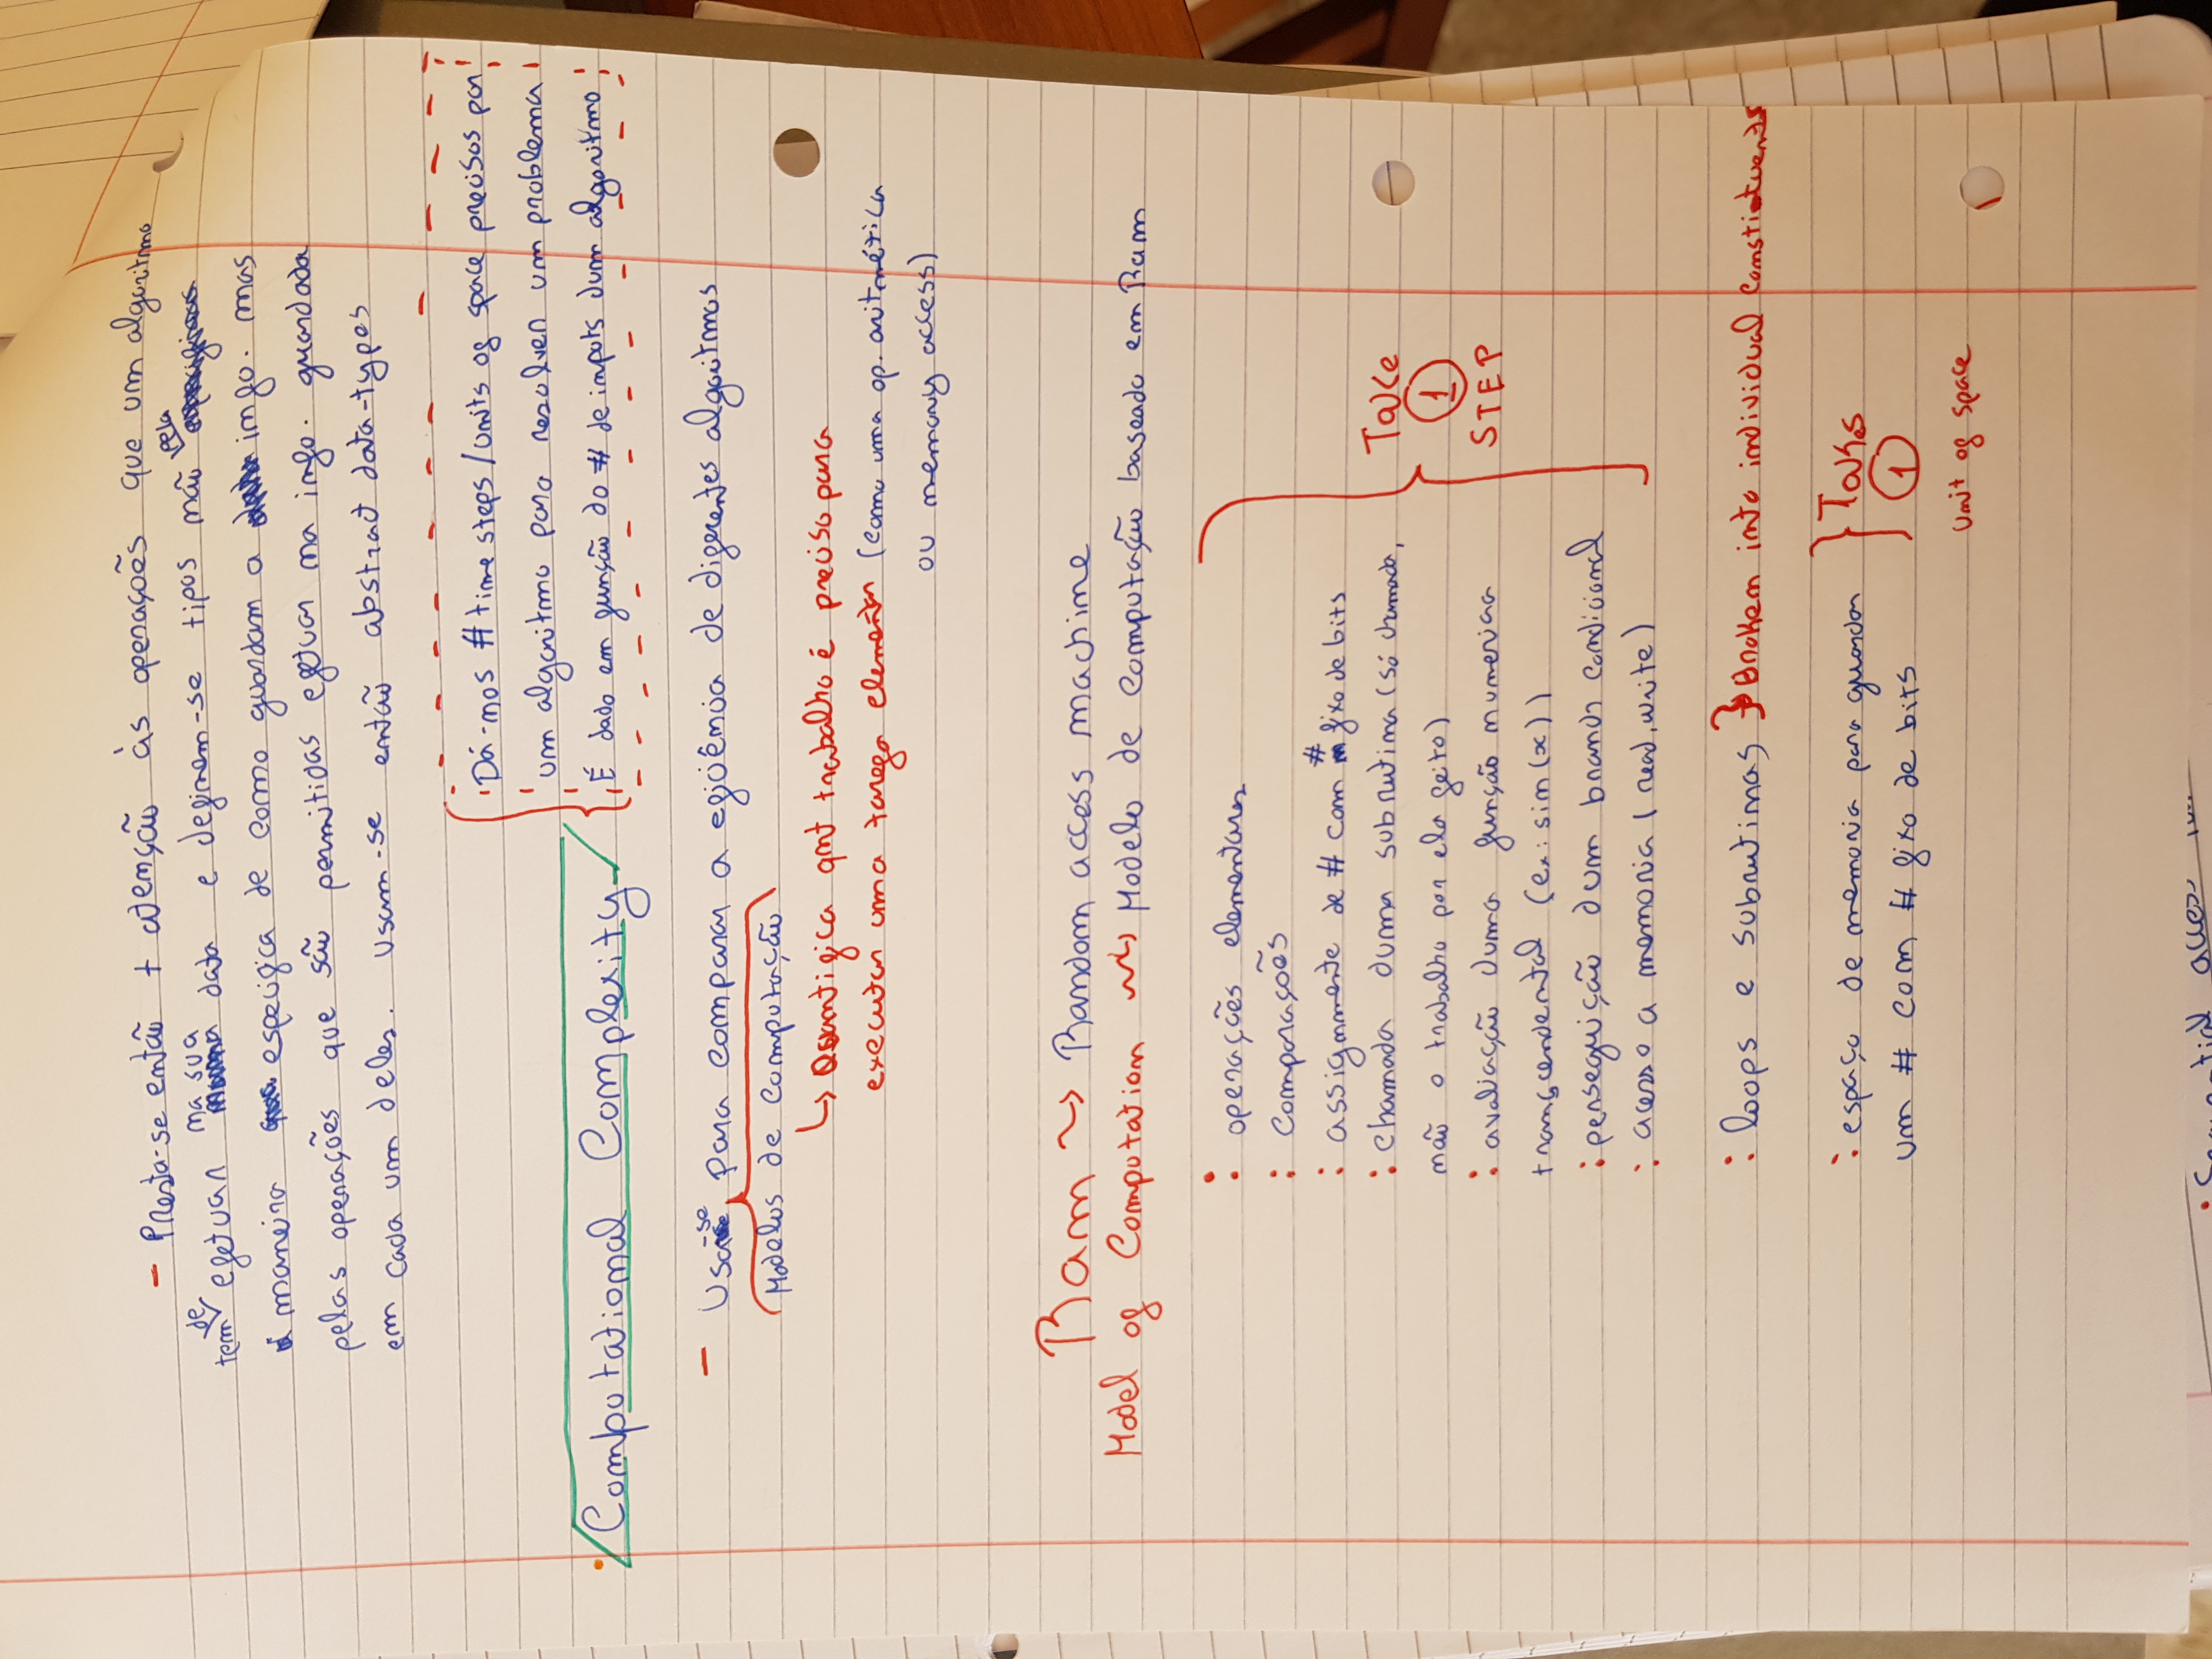 - Presta-se então + atenção às operações que um algoritmo
tem de efetuar na sua data e definem-se tipos não pela
maneira especifica de como guardam a info. mas
pelas operações que são permitidas efetuar na info. guardada
em cada um deles. Usam-se então abstract data-types
Dá-nos # time steps/units of space precisos por
um algoritmo para resolver um problema
É dado em função do # de inputs dum algoritmo
• Computational Complexity
- Usa-se para comparar a eficiência de diferentes algoritmos
Modelos de Computação
↳ Quantifica qnt trabalho é preciso para
executar uma tarefa elementar (como uma op. aritmética
ou memory access)
Ram ⤳ Random access machine
Model of Computation ⤳ Modelo de computação baseado em Ram
: operações elementares
: Comparações
: assignmente de # com # fixo de bits
: chamada duma subrutina (só chamada,
não o trabalho por ela feito)
: avaliação duma função numerica
transcendental (ex: sin(x))
: perseguição dum branch condicional
: acesso a memoria (read, write)
Take
1
STEP
: loops e subrutinas } Broken into individual constituents
: espaço de memoria para guardar
um # com # fixo de bits
Takes
1
unit of space
• Sequential access